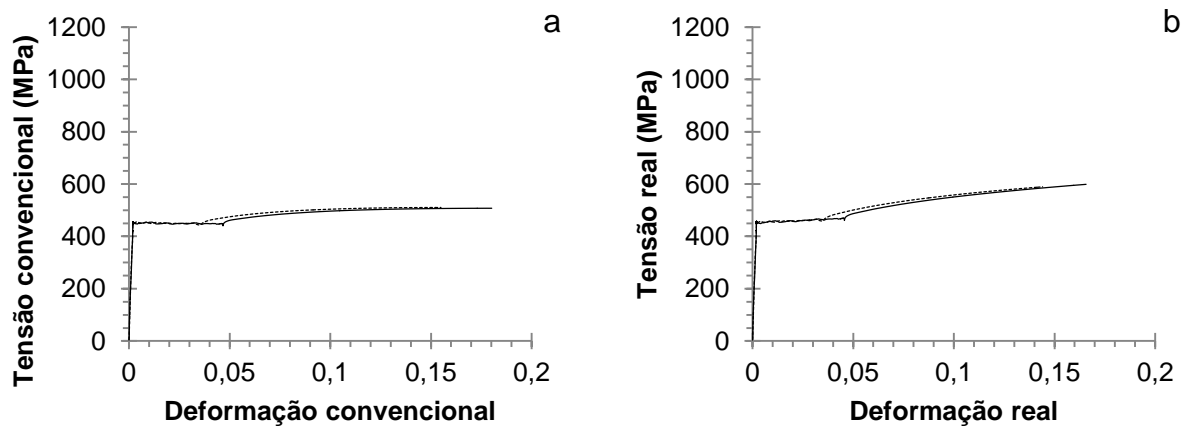 a
1200
1000
800
600
400
200
0
Tensão convencional (MPa)
0 0,05 0,1 0,15 0,2
Deformação convencional
b
1200
1000
800
600
400
200
0
Tensão real (MPa)
0 0,05 0,1 0,15 0,2
Deformação real